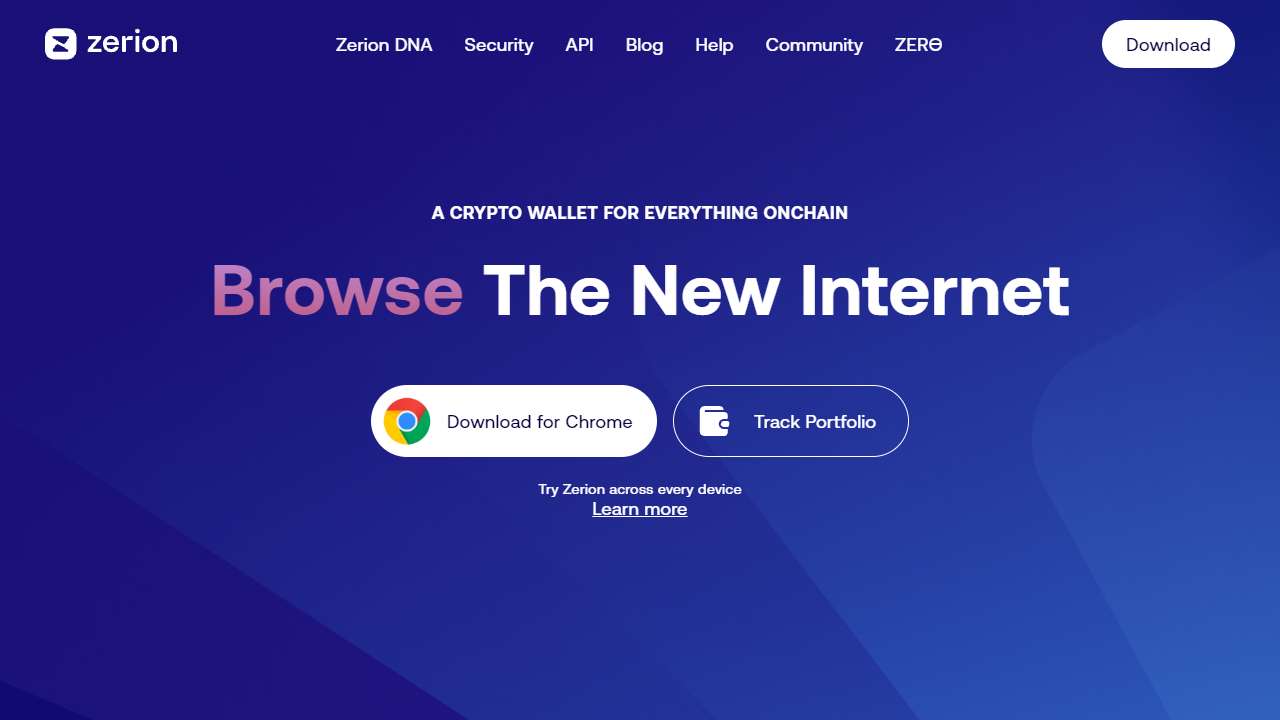 zerion
Zerion DNA Security API Blog Help Community ZERϴ
Download
A CRYPTO WALLET FOR EVERYTHING ONCHAIN
Browse The New Internet
Download for Chrome
Track Portfolio
Try Zerion across every device
Learn more